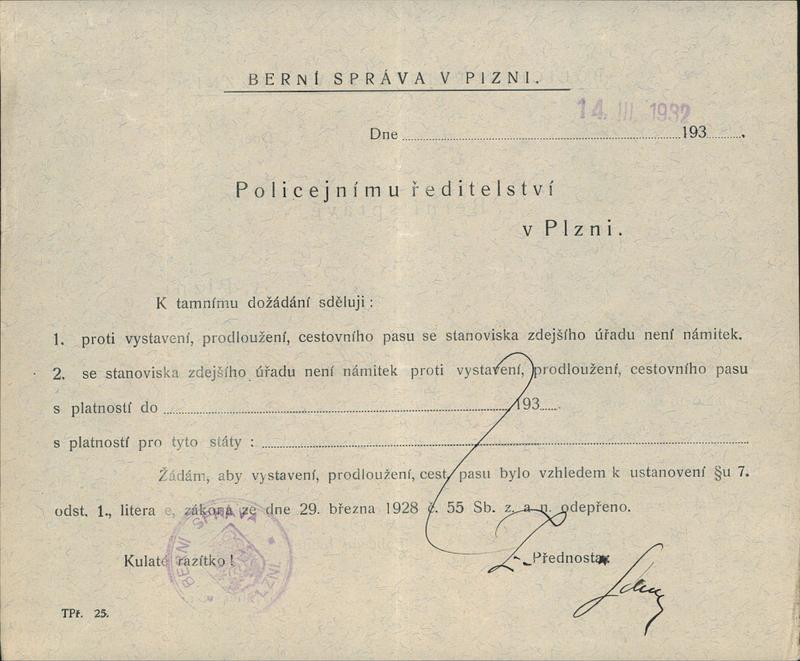 BERNÍ SPRÁVA V PLZNI.
14. III 1932
Dne 193 .
Policejnímu ředitelství
v Plzni.
K tamnímu dožádání sděluji :
1. proti vystavení, prodloužení, cestovního pasu se stanoviska zdejšího úřadu není námitek.
2. se stanoviska zdejšího úřadu není námitek proti vystavení, prodloužení, cestovního pasu
s platností do 193 .
s platností pro tyto státy :
Žádám, aby vystavení, prodloužení, cest. pasu bylo vzhledem k ustanovení §u 7.
odst. 1., litera e, zákona ze dne 29. března 1928 č. 55 Sb. z. a n. odepřeno.
Kulaté razítko !
BERNÍ SPRÁVA
PLZNI
Přednosta
TPř. 25.